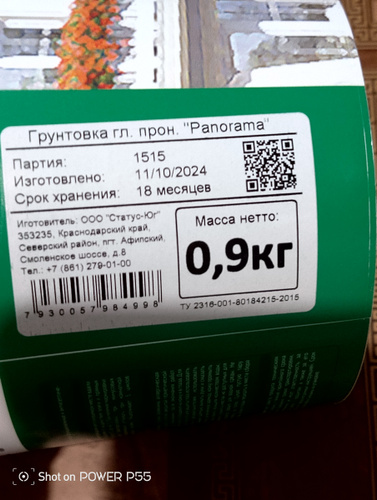 Грунтовка гл. прон. "Panorama"
Партия: 1515
Изготовлено: 11/10/2024
Срок хранения: 18 месяцев
Изготовитель: ООО "Статус-Юг"
353235, Краснодарский край,
Северский район, пгт. Афипский,
Смоленское шоссе, д.8
Тел.: +7 (861) 279-01-00
Масса нетто:
0,9кг
7 930057 984998
ТУ 2316-001-80184215-2015
Shot on POWER P55